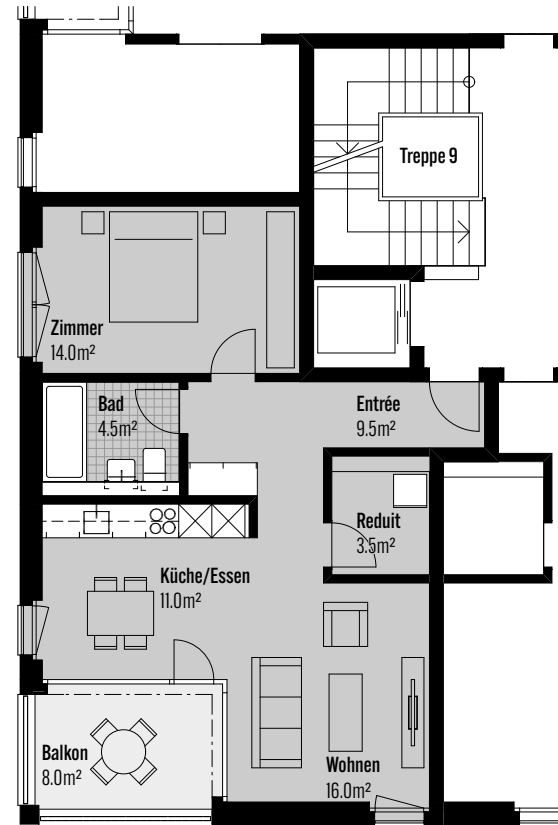 Treppe 9
Zimmer
14.0m²
Bad
4.5m²
Entrée
9.5m²
Reduit
3.5m²
Küche/Essen
11.0m²
Balkon
8.0m²
Wohnen
16.0m²